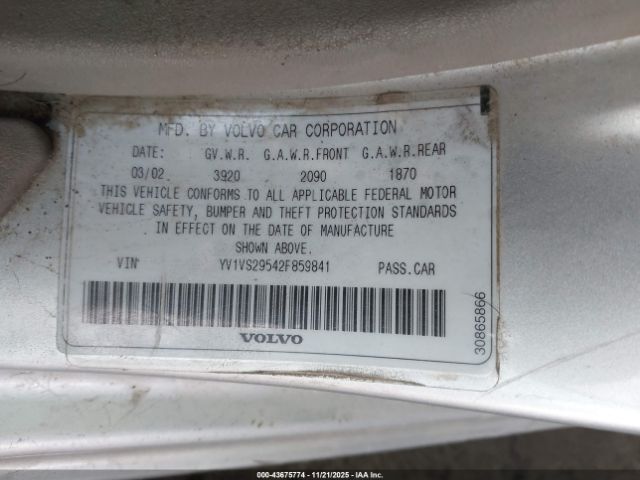 MFD. BY VOLVO CAR CORPORATION
DATE: GV.W.R. G.A.W.R.FRONT G.A.W.R.REAR
03/02 3920 2090 1870
THIS VEHICLE CONFORMS TO ALL APPLICABLE FEDERAL MOTOR
VEHICLE SAFETY, BUMPER AND THEFT PROTECTION STANDARDS
IN EFFECT ON THE DATE OF MANUFACTURE
SHOWN ABOVE.
VIN YV1VS29542F859841 PASS.CAR
VOLVO
30865866
000-43675774 - 11/21/2025 - IAA Inc.